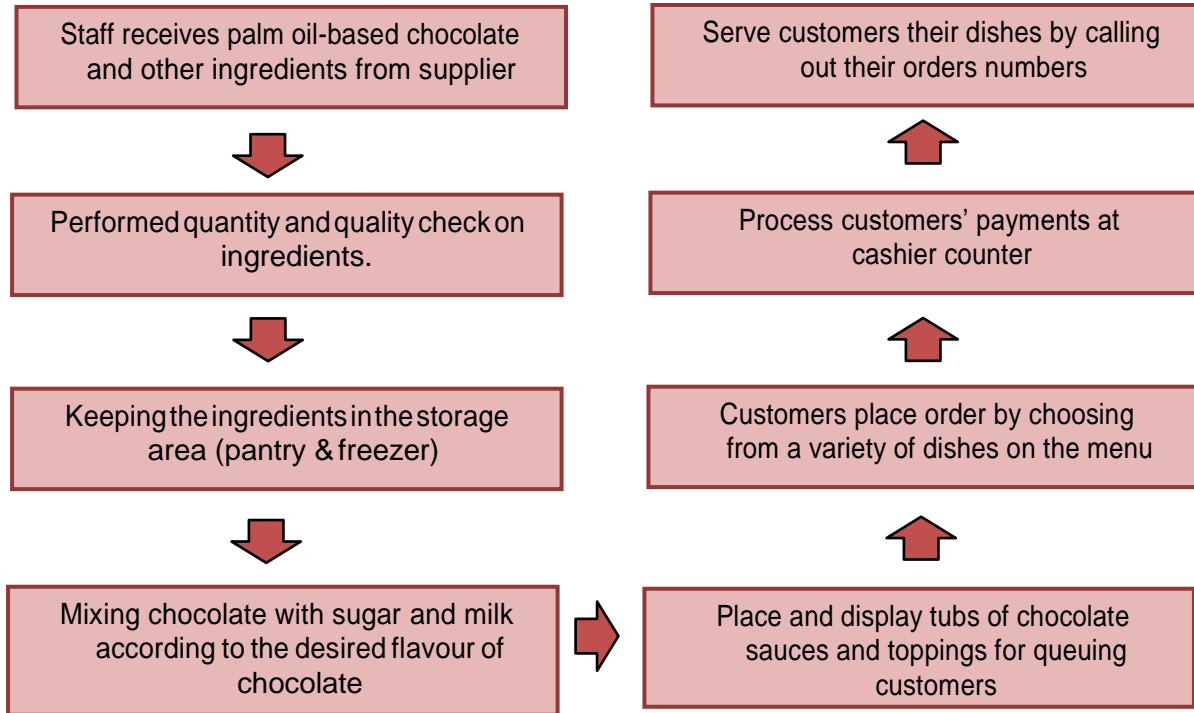 Staff receives palm oil-based chocolate
and other ingredients from supplier
Performed quantity and quality check on
ingredients.
Keeping the ingredients in the storage
area (pantry & freezer)
Mixing chocolate with sugar and milk
according to the desired flavour of
chocolate
Place and display tubs of chocolate
sauces and toppings for queuing
customers
Customers place order by choosing
from a variety of dishes on the menu
Process customers’ payments at
cashier counter
Serve customers their dishes by calling
out their orders numbers